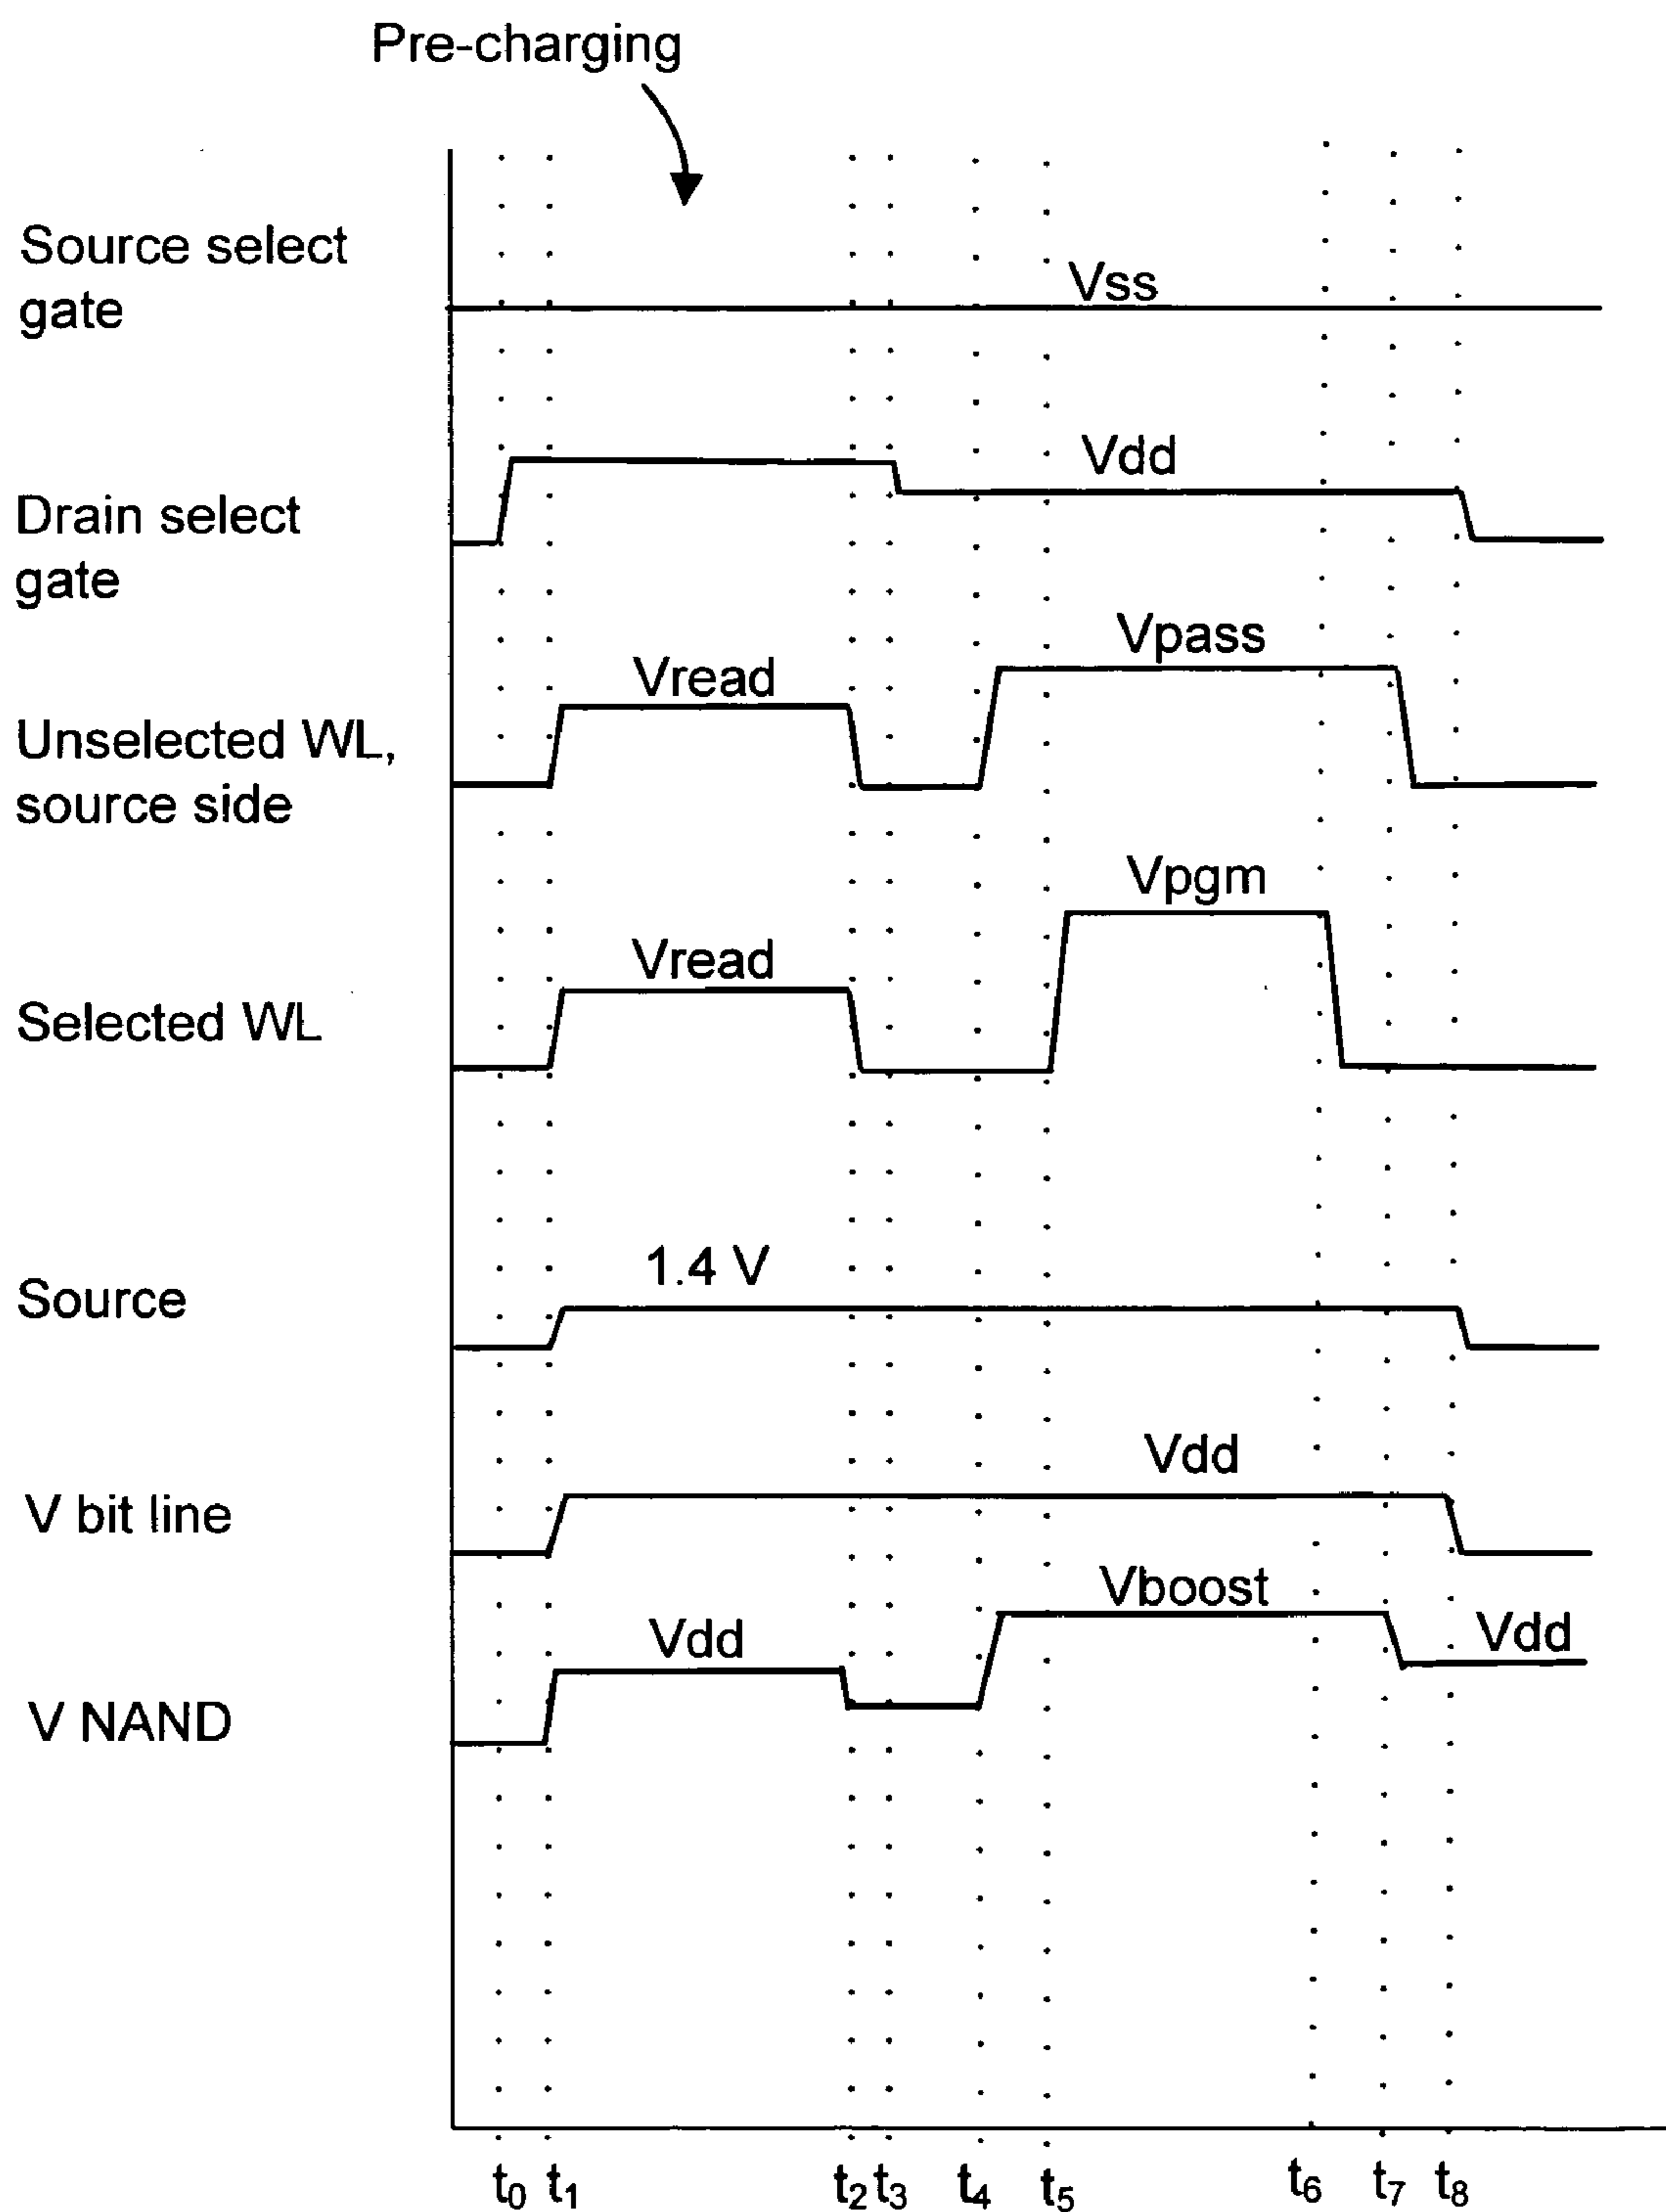 Pre-charging
Source select
gate
Vss
Drain select
gate
Vdd
Unselected WL,
source side
Vread
Vpass
Selected WL
Vread
Vpgm
Source
1.4 V
V bit line
Vdd
V NAND
Vdd
Vboost
Vdd
t0 t1 t2 t3 t4 t5 t6 t7 t8